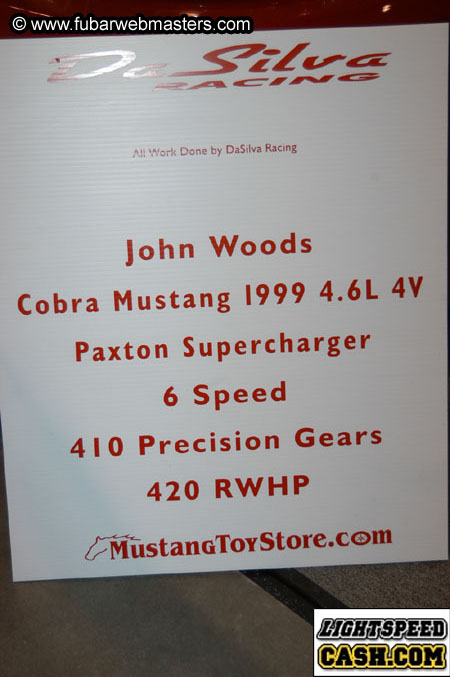 © www.fubarwebmasters.com
DaSilva
RACING
All Work Done by DaSilva Racing
John Woods
Cobra Mustang 1999 4.6L 4V
Paxton Supercharger
6 Speed
410 Precision Gears
420 RWHP
MustangToyStore.com
LIGHTSPEED
CASH.COM